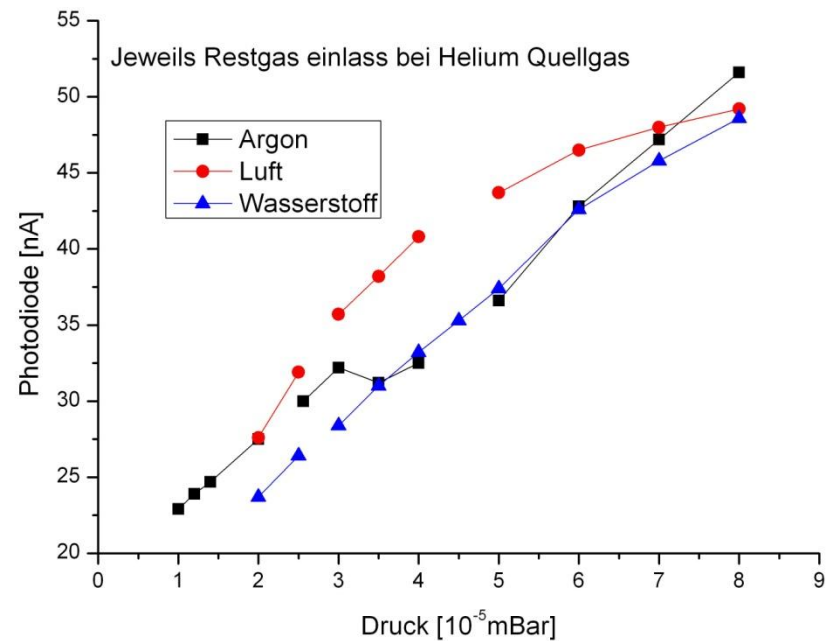 Jeweils Restgas einlass bei Helium Quellgas
Argon
Luft
Wasserstoff
Photodiode [nA]
55
50
45
40
35
30
25
20
0 1 2 3 4 5 6 7 8 9
Druck [10⁻⁵mBar]